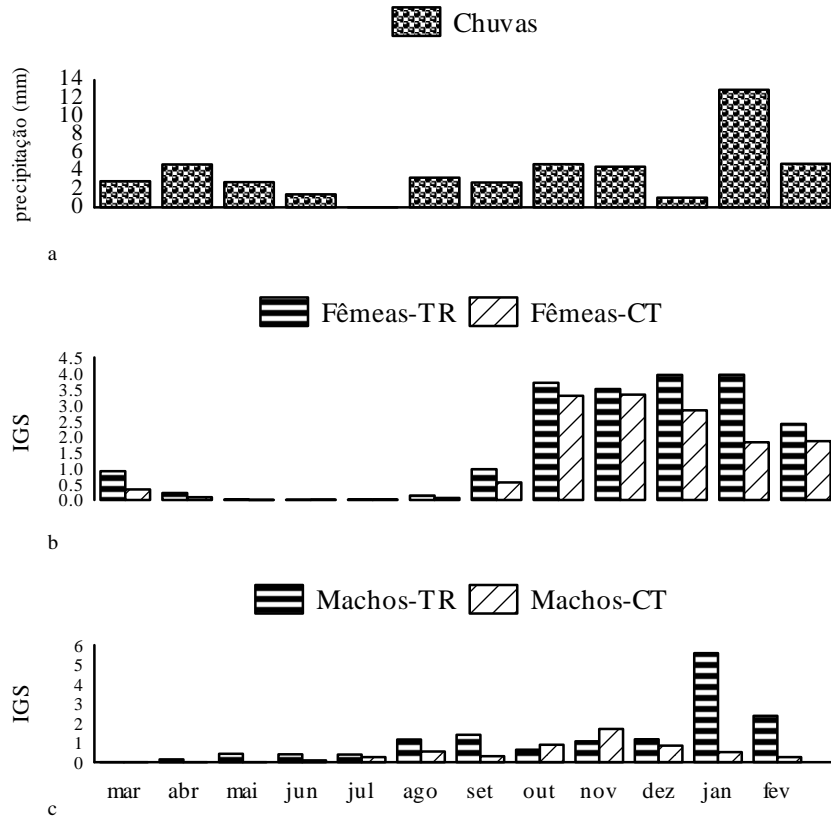 Chuvas
14
12
10
8
6
4
2
0
precipitação (mm)
a
Fêmeas-TR Fêmeas-CT
4.5
4.0
3.5
3.0
2.5
2.0
1.5
1.0
0.5
0.0
IGS
b
Machos-TR Machos-CT
6
5
4
3
2
1
0
IGS
mar abr mai jun jul ago set out nov dez jan fev
c